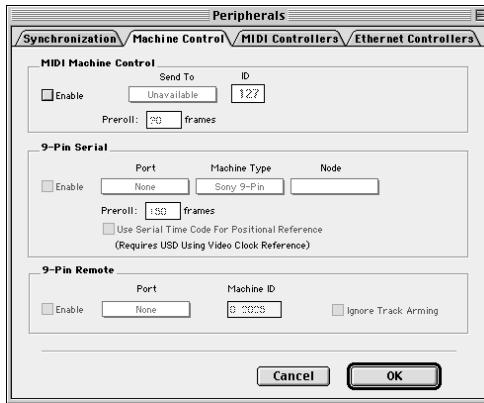 Peripherals
Synchronization Machine Control MIDI Controllers Ethernet Controllers
MIDI Machine Control
Send To ID
Enable Unavailable 127
Preroll: frames
9-Pin Serial
Port Machine Type Node
Enable None Sony 9-Pin
Preroll: 150 frames
Use Serial Time Code For Positional Reference
(Requires USD Using Video Clock Reference)
9-Pin Remote
Port Machine ID
Enable None Ignore Track Arming
Cancel OK